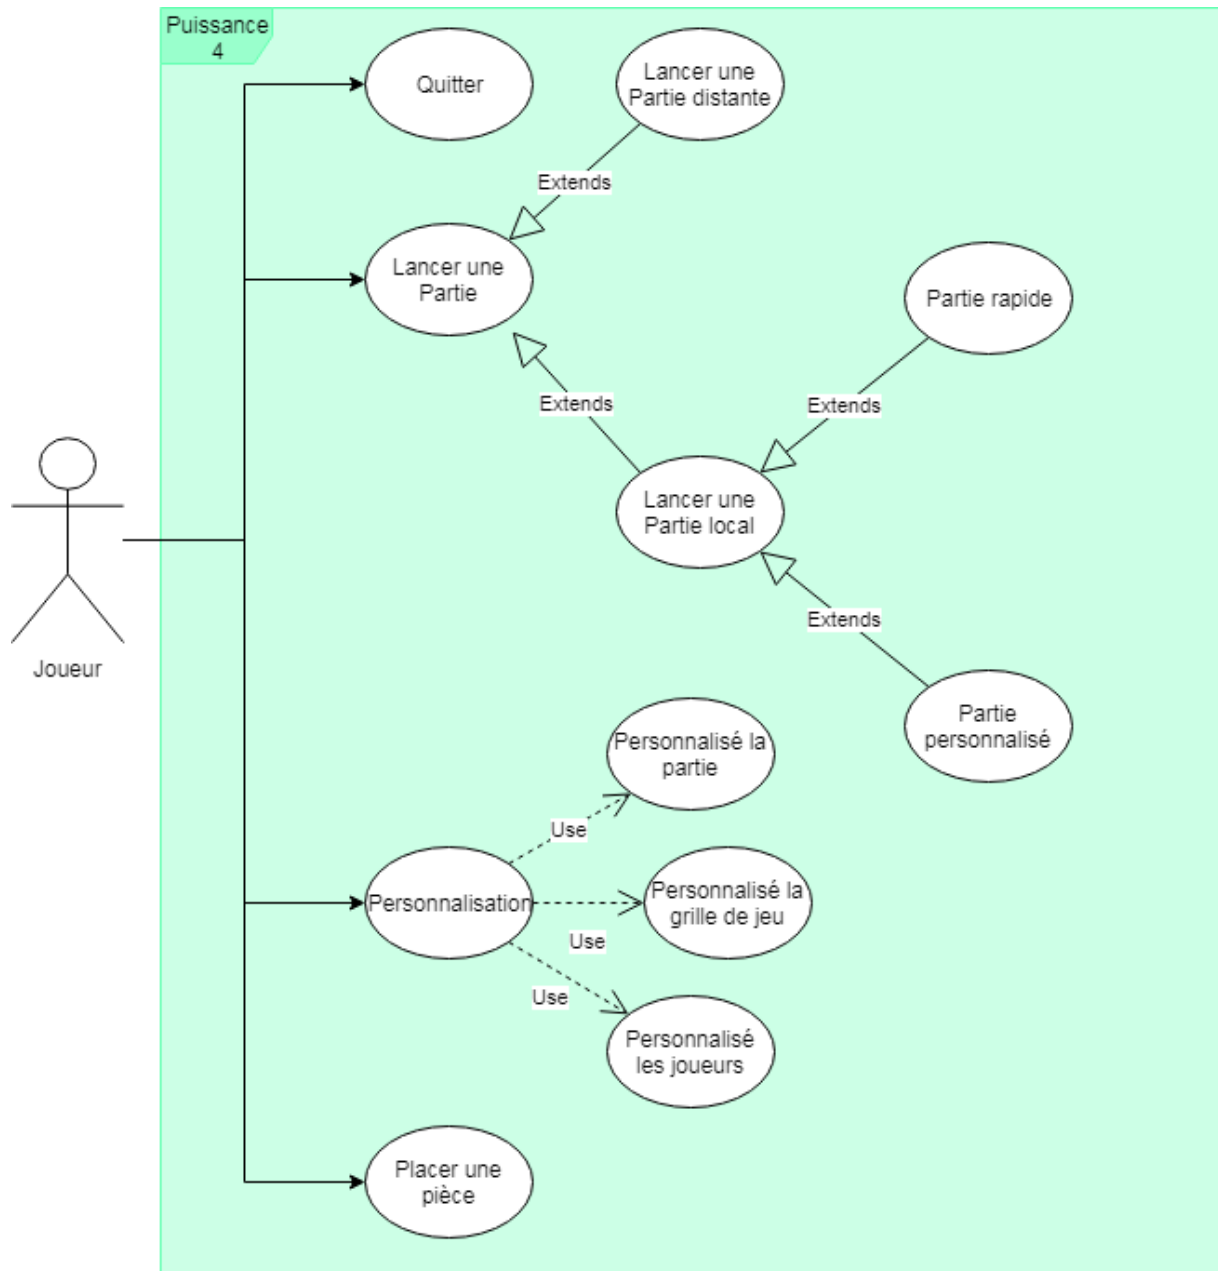 Puissance
4
Quitter
Lancer une
Partie distante
Extends
Lancer une
Partie
Partie rapide
Extends
Extends
Lancer une
Partie local
Extends
Joueur
Partie
personnalisé
Personnalisé la
partie
Use
Personnalisation
Personnalisé la
grille de jeu
Use
Use
Personnalisé
les joueurs
Placer une
pièce